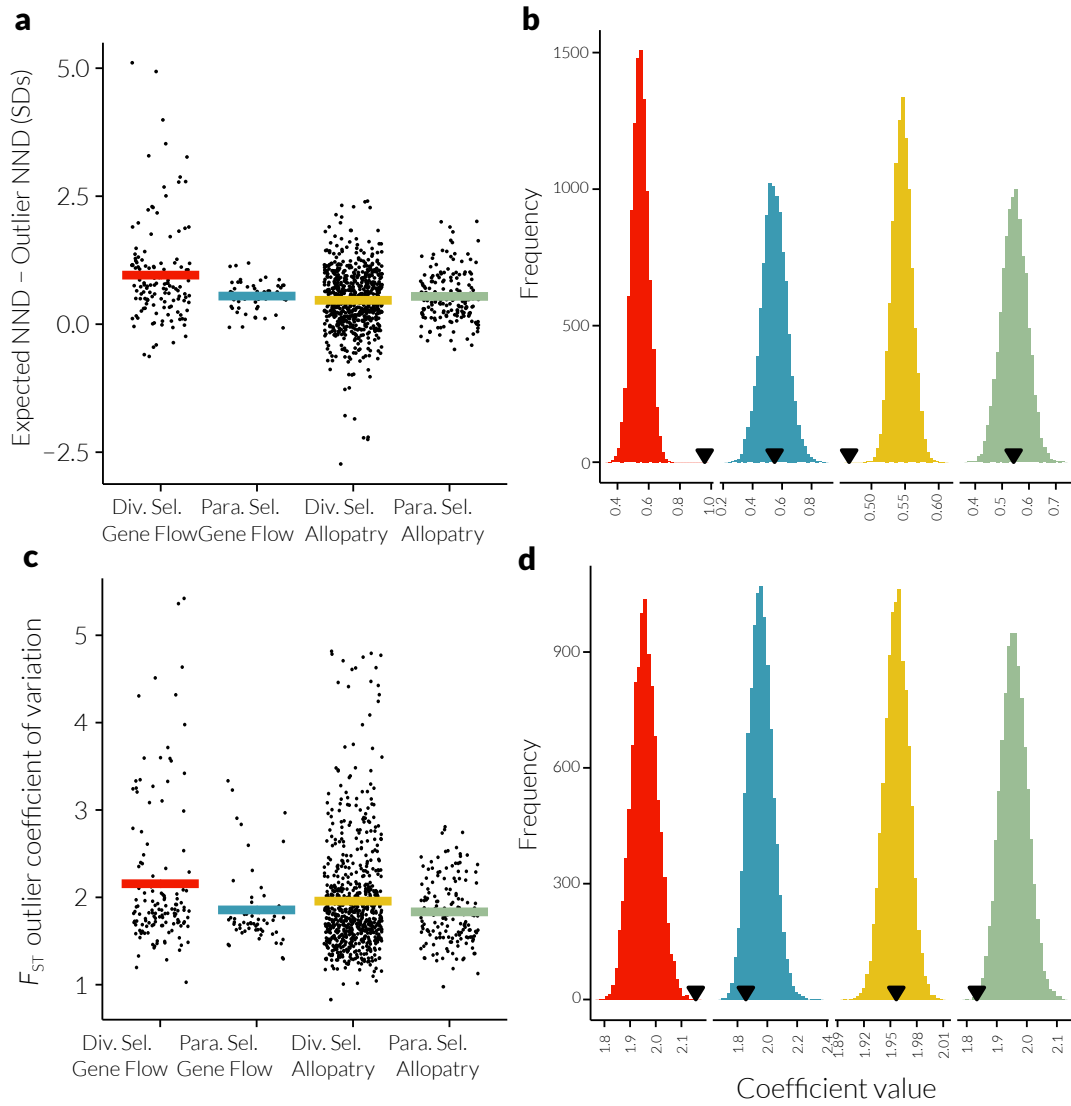 a
Expected NND – Outlier NND (SDs)
5.0
2.5
0.0
−2.5
Div. Sel. Para. Sel. Div. Sel. Para. Sel.
Gene Flow Gene Flow Allopatry Allopatry
b
Frequency
1500
1000
500
0
0.4 0.6 0.8 1.0 0.2 0.4 0.6 0.8 0.50 0.55 0.60 0.4 0.5 0.6 0.7
c
FST outlier coefficient of variation
5
4
3
2
1
Div. Sel. Para. Sel. Div. Sel. Para. Sel.
Gene Flow Gene Flow Allopatry Allopatry
d
Frequency
900
600
300
0
1.8 1.9 2.0 2.1 1.8 2.0 2.2 2.4 1.89 1.92 1.95 1.98 2.01 1.8 1.9 2.0 2.1
Coefficient value